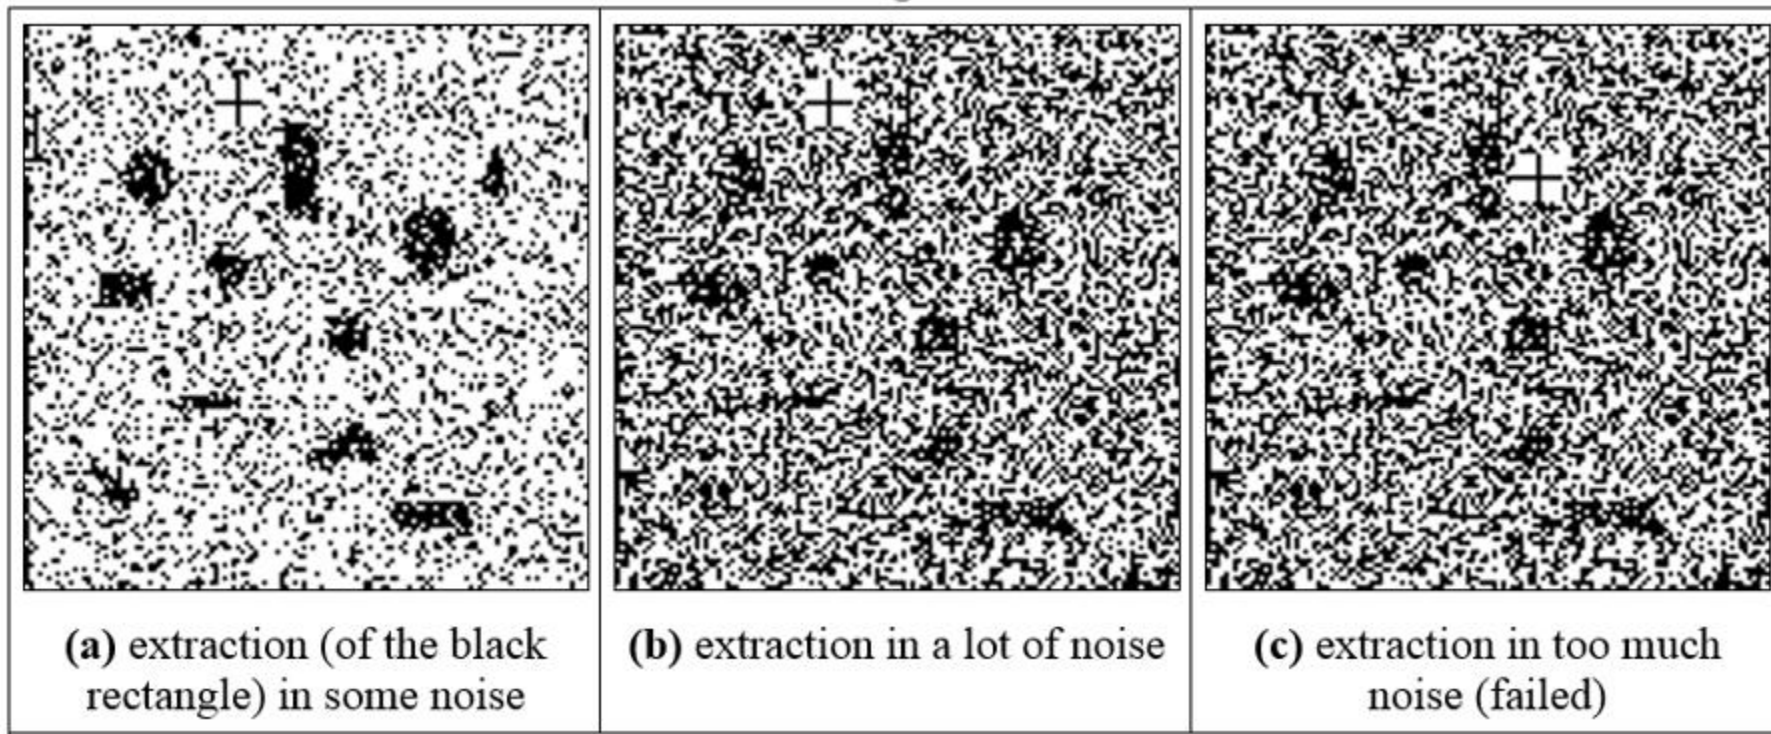 (a) extraction (of the black
rectangle) in some noise
(b) extraction in a lot of noise
(c) extraction in too much
noise (failed)